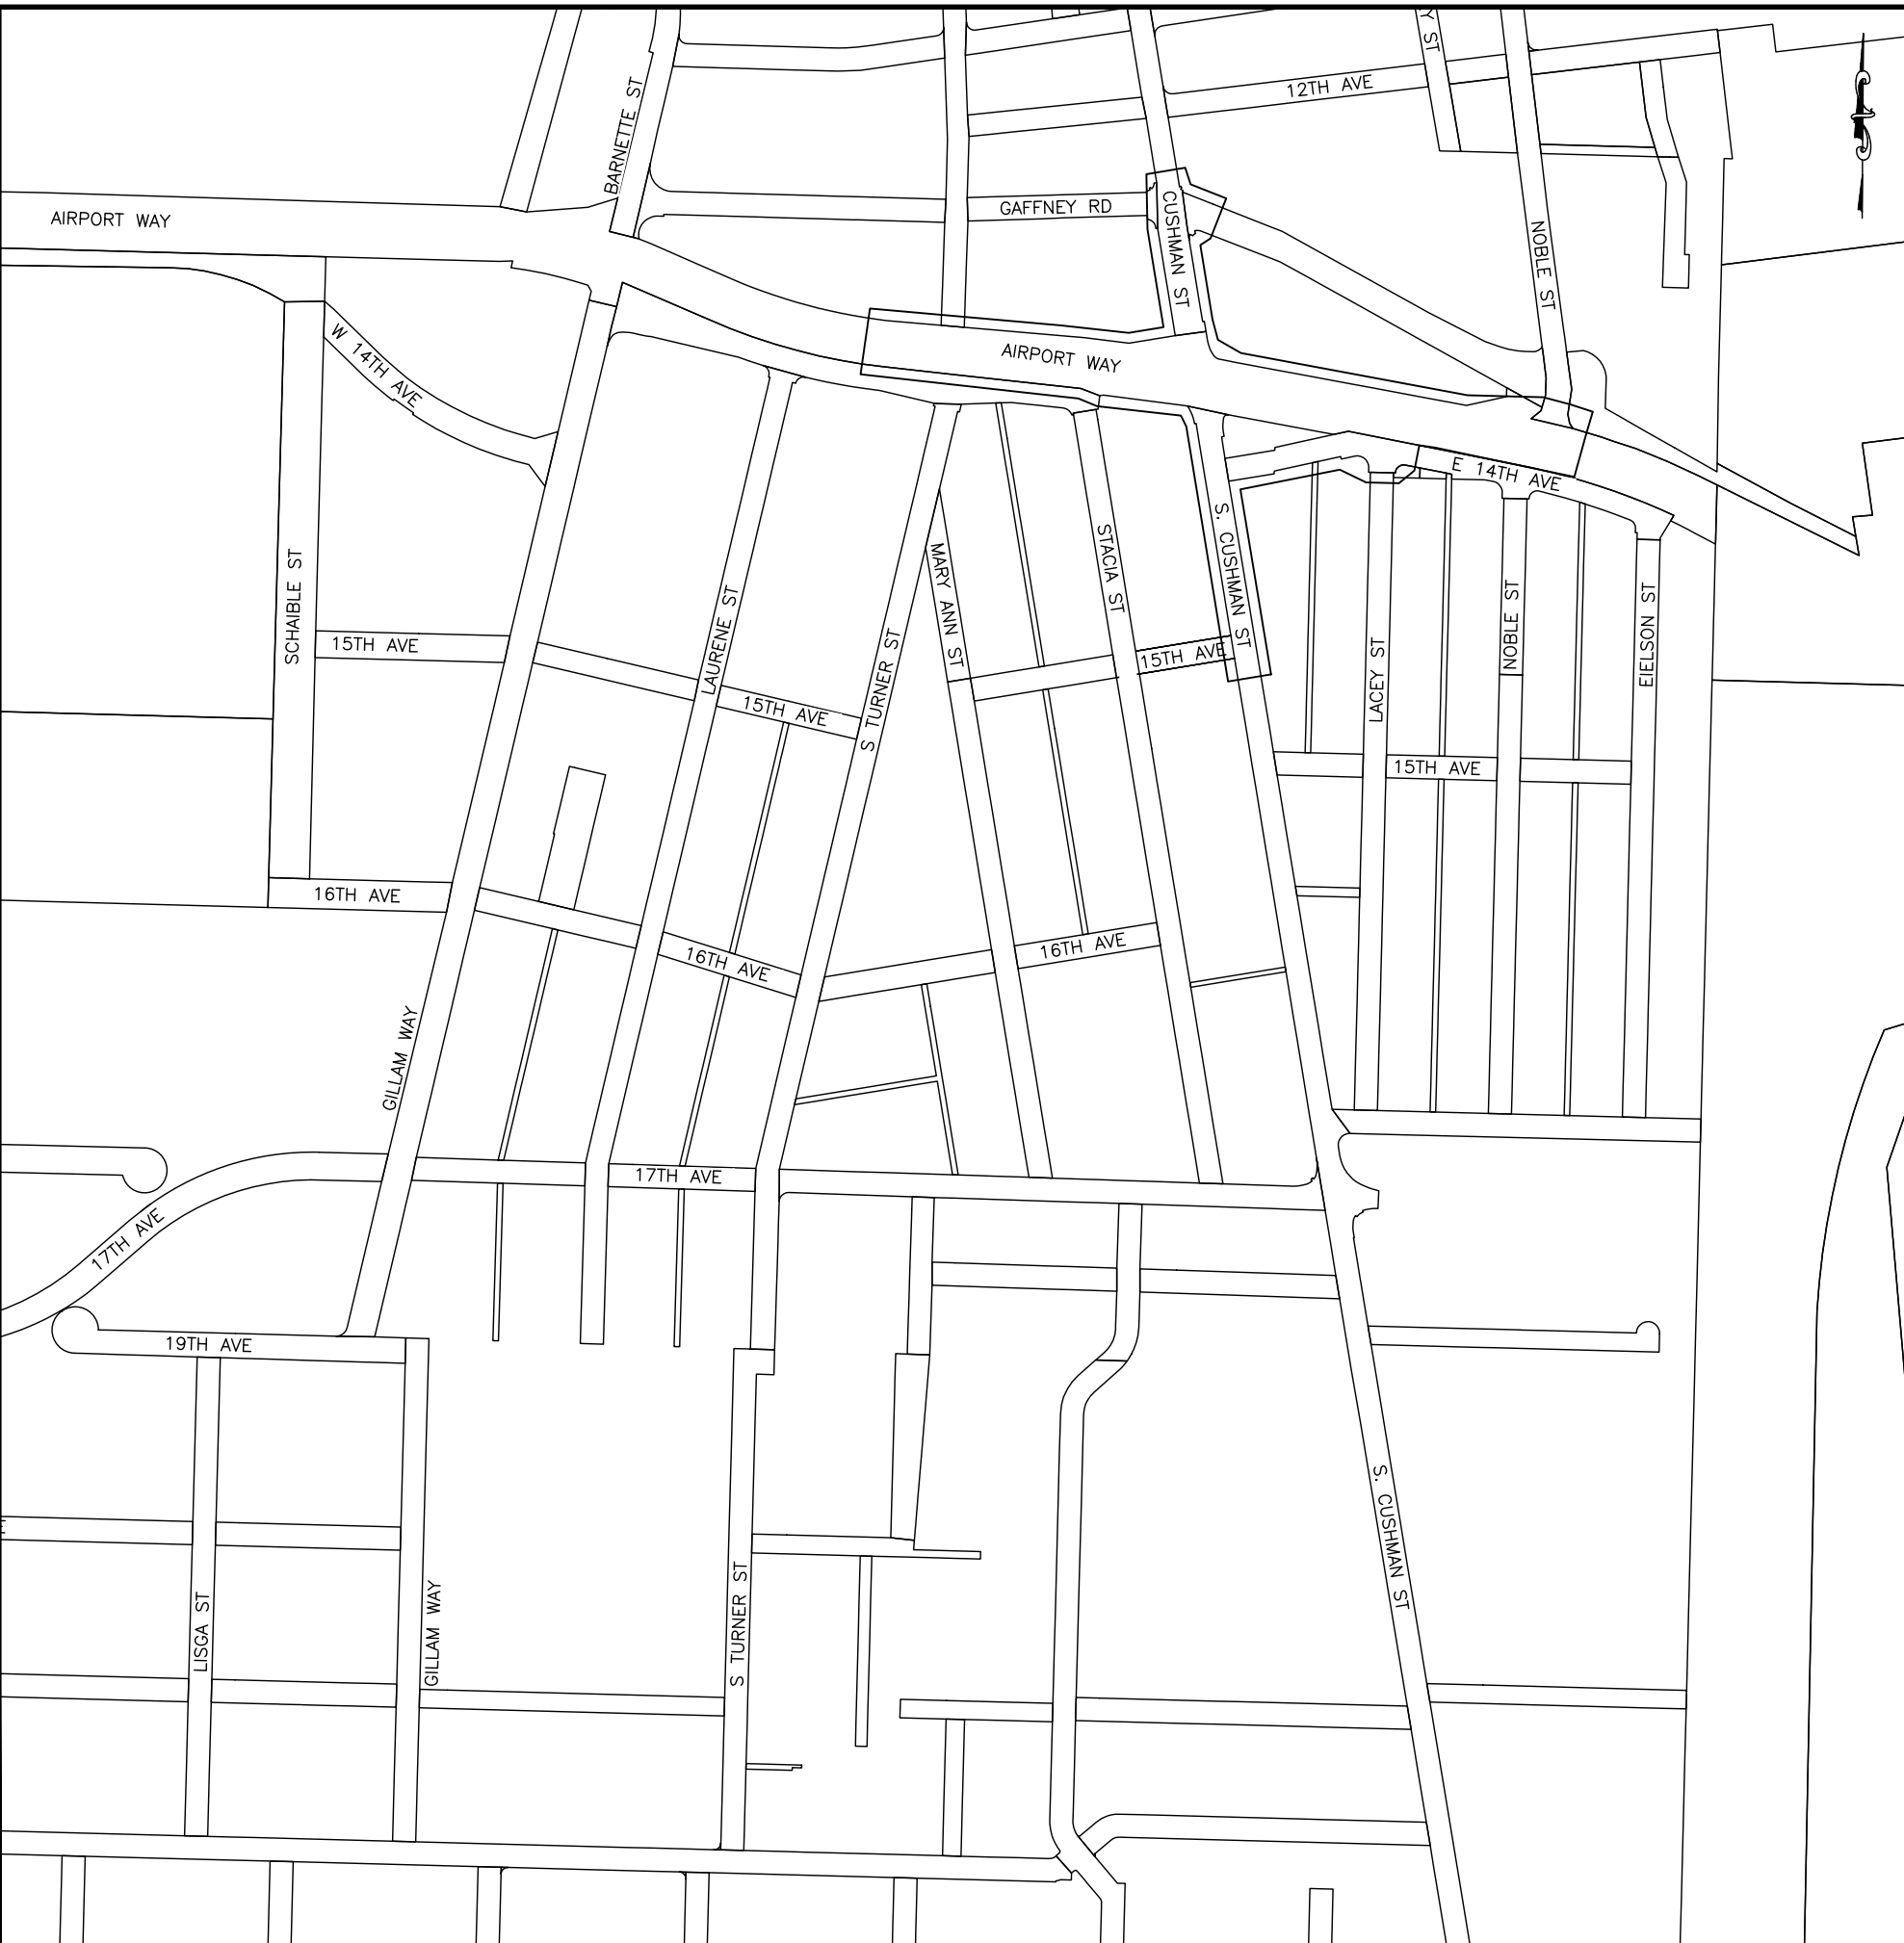 BARNETTE ST
12TH AVE
AIRPORT WAY
GAFFNEY RD
CUSHMAN ST
NOBLE ST
W 14TH AVE
AIRPORT WAY
E 14TH AVE
SCHAIBLE ST
15TH AVE
LAURENE ST
15TH AVE
S TURNER ST
MARY ANN ST
STACIA ST
15TH AVE
S. CUSHMAN ST
LACEY ST
NOBLE ST
EIELSON ST
15TH AVE
16TH AVE
16TH AVE
16TH AVE
GILLAM WAY
17TH AVE
17TH AVE
19TH AVE
S. CUSHMAN ST
LISGA ST
GILLAM WAY
S TURNER ST